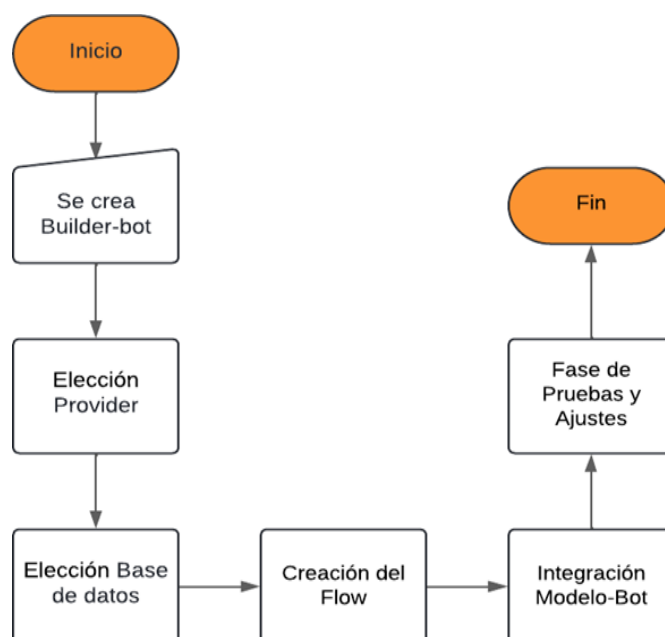 Inicio
Se crea
Builder-bot
Elección
Provider
Elección Base
de datos
Creación del
Flow
Integración
Modelo-Bot
Fase de
Pruebas y
Ajustes
Fin